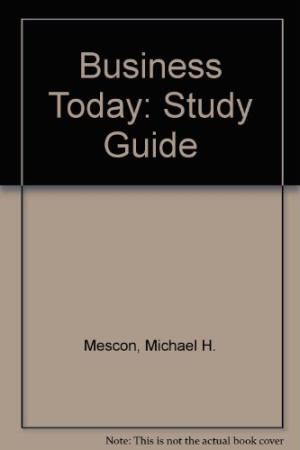 Business
Today: Study
Guide
Mescon, Michael H.
Note: This is not the actual book cover